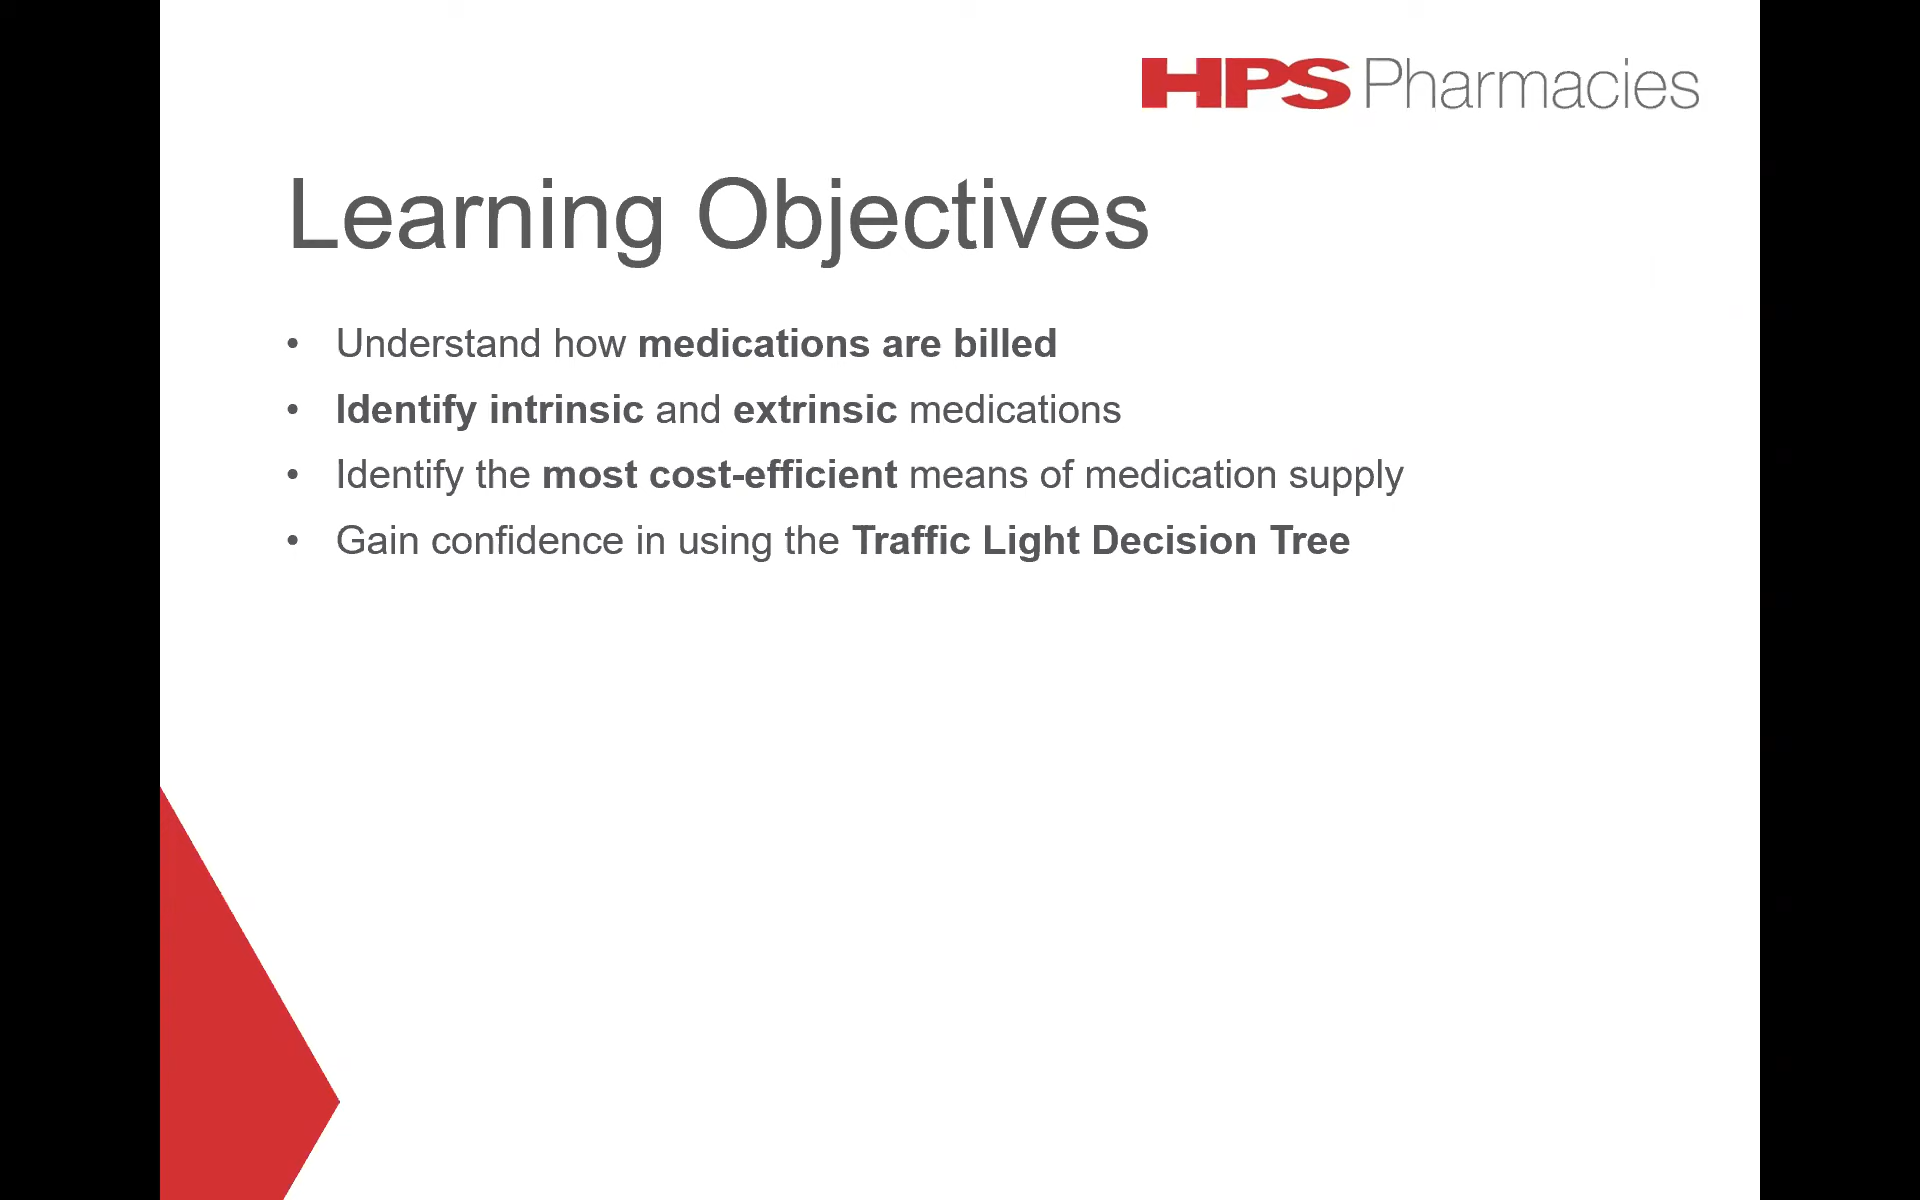 HPS Pharmacies
Learning Objectives
• Understand how medications are billed
• Identify intrinsic and extrinsic medications
• Identify the most cost-efficient means of medication supply
• Gain confidence in using the Traffic Light Decision Tree